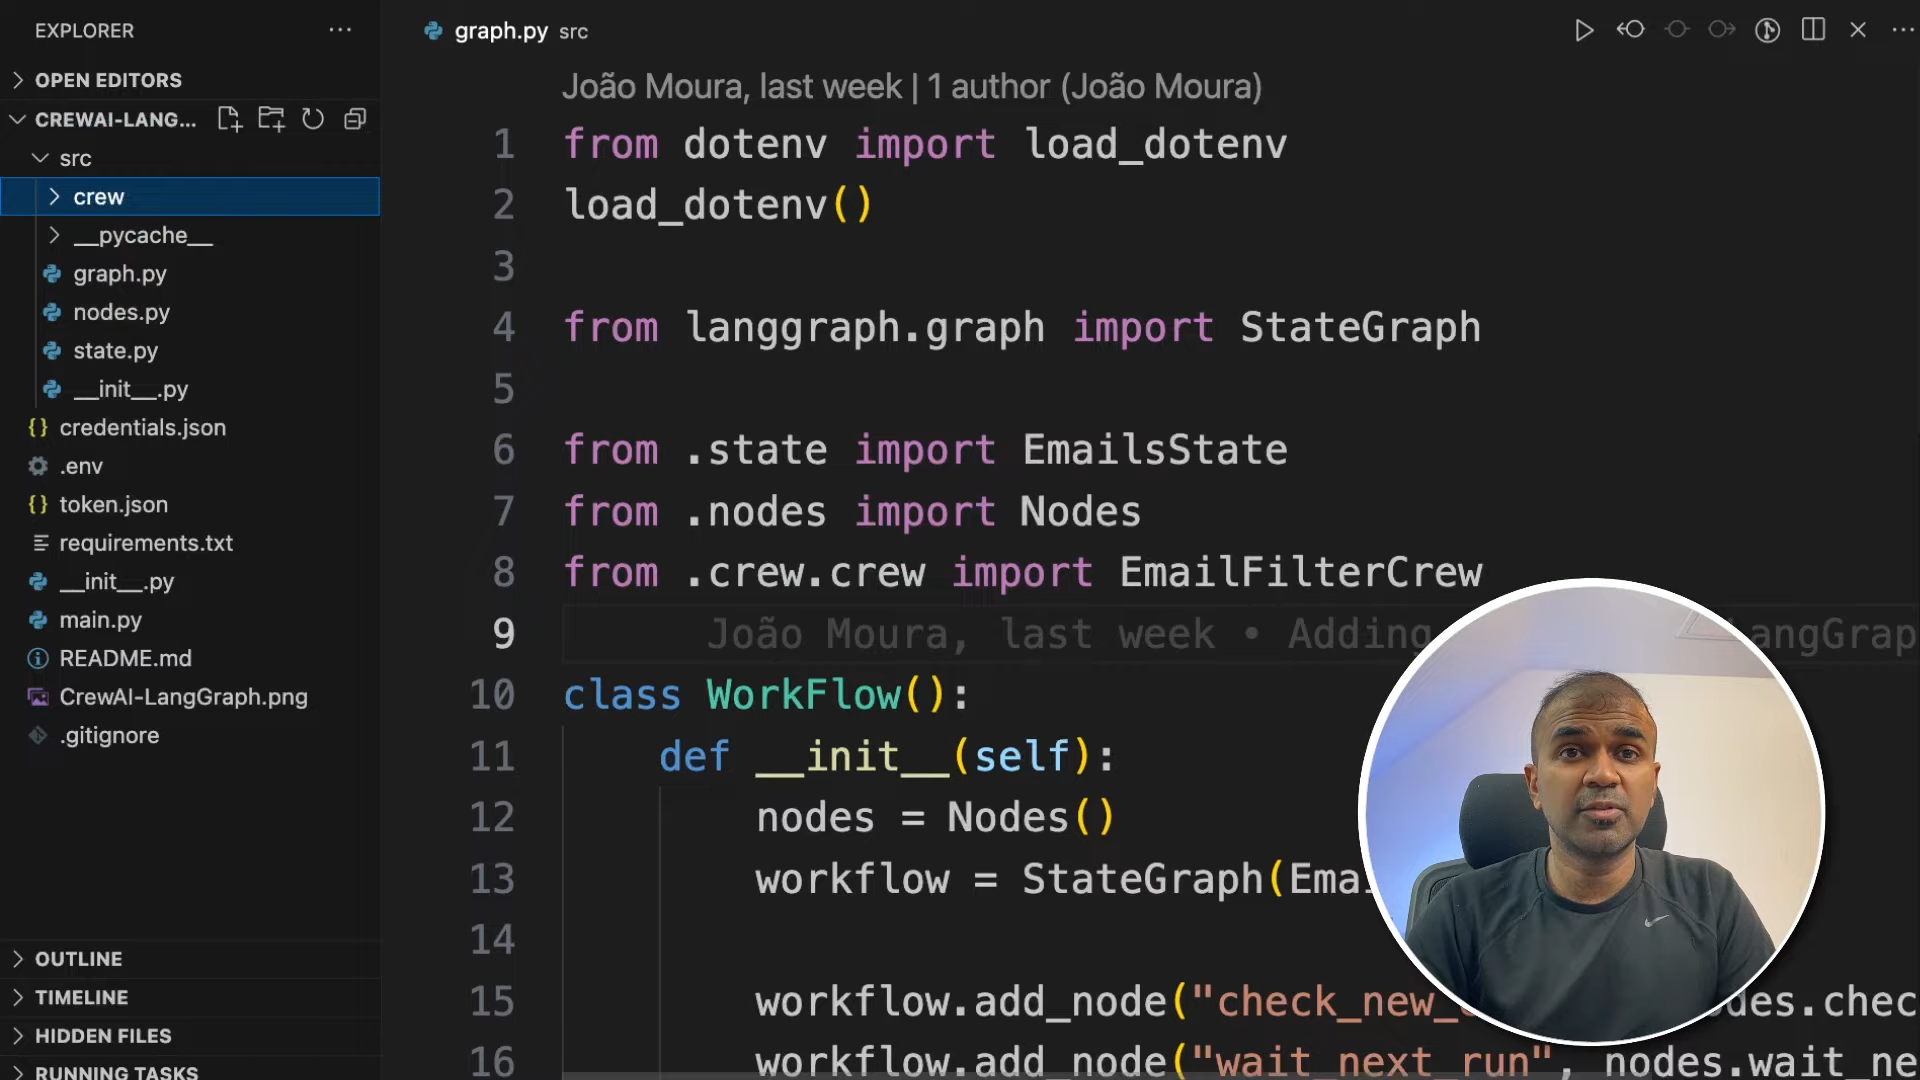 EXPLORER
OPEN EDITORS
CREWAI-LANG...
src
crew
__pycache__
graph.py
nodes.py
state.py
__init__.py
credentials.json
.env
token.json
requirements.txt
__init__.py
main.py
README.md
CrewAI-LangGraph.png
.gitignore
OUTLINE
TIMELINE
HIDDEN FILES
RUNNING TASKS
graph.py src
João Moura, last week | 1 author (João Moura)
1 from dotenv import load_dotenv
2 load_dotenv()
3
4 from langgraph.graph import StateGraph
5
6 from .state import EmailsState
7 from .nodes import Nodes
8 from .crew.crew import EmailFilterCrew
9 João Moura, last week • Adding LangGrap
10 class WorkFlow():
11 def __init__(self):
12 nodes = Nodes()
13 workflow = StateGraph(Emai
14
15 workflow.add_node("check_new_ des.chec
16 workflow.add_node("wait_next_run", nodes.wait_ne